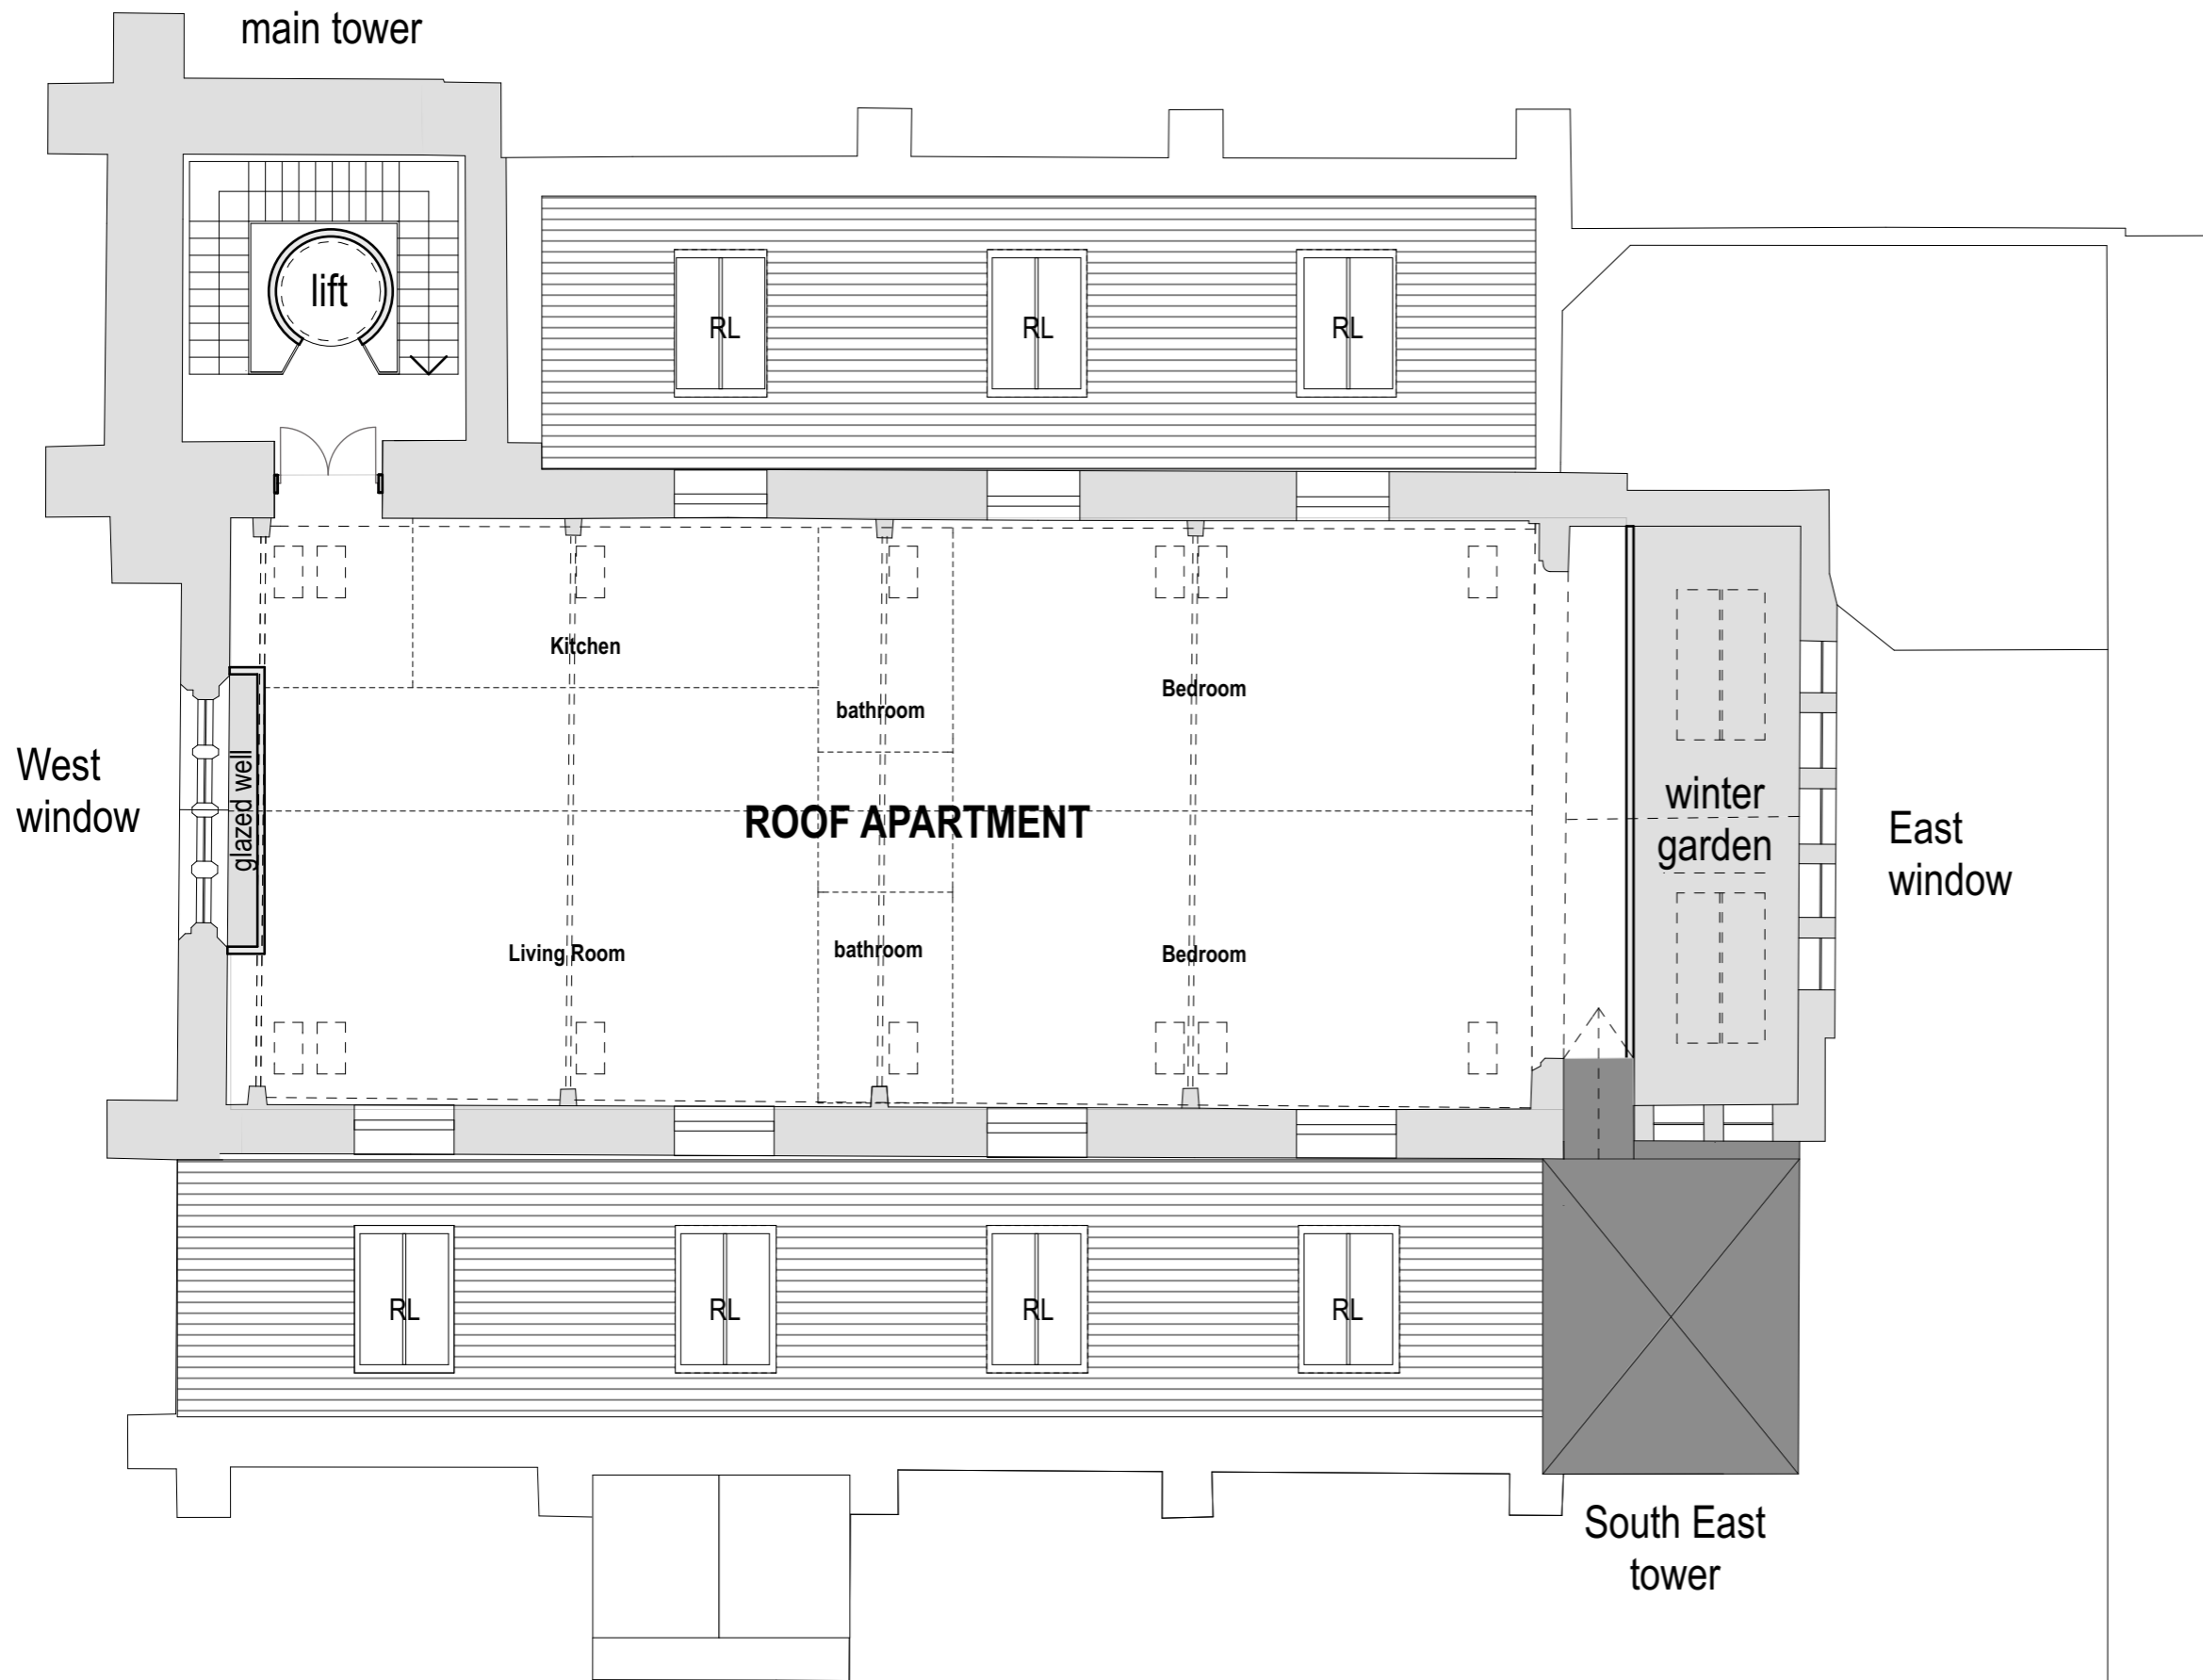 main tower
lift
RL
RL
RL
Kitchen
Bedroom
bathroom
West
window
glazed well
ROOF APARTMENT
winter
garden
East
window
Living Room
bathroom
Bedroom
RL
RL
RL
RL
South East
tower